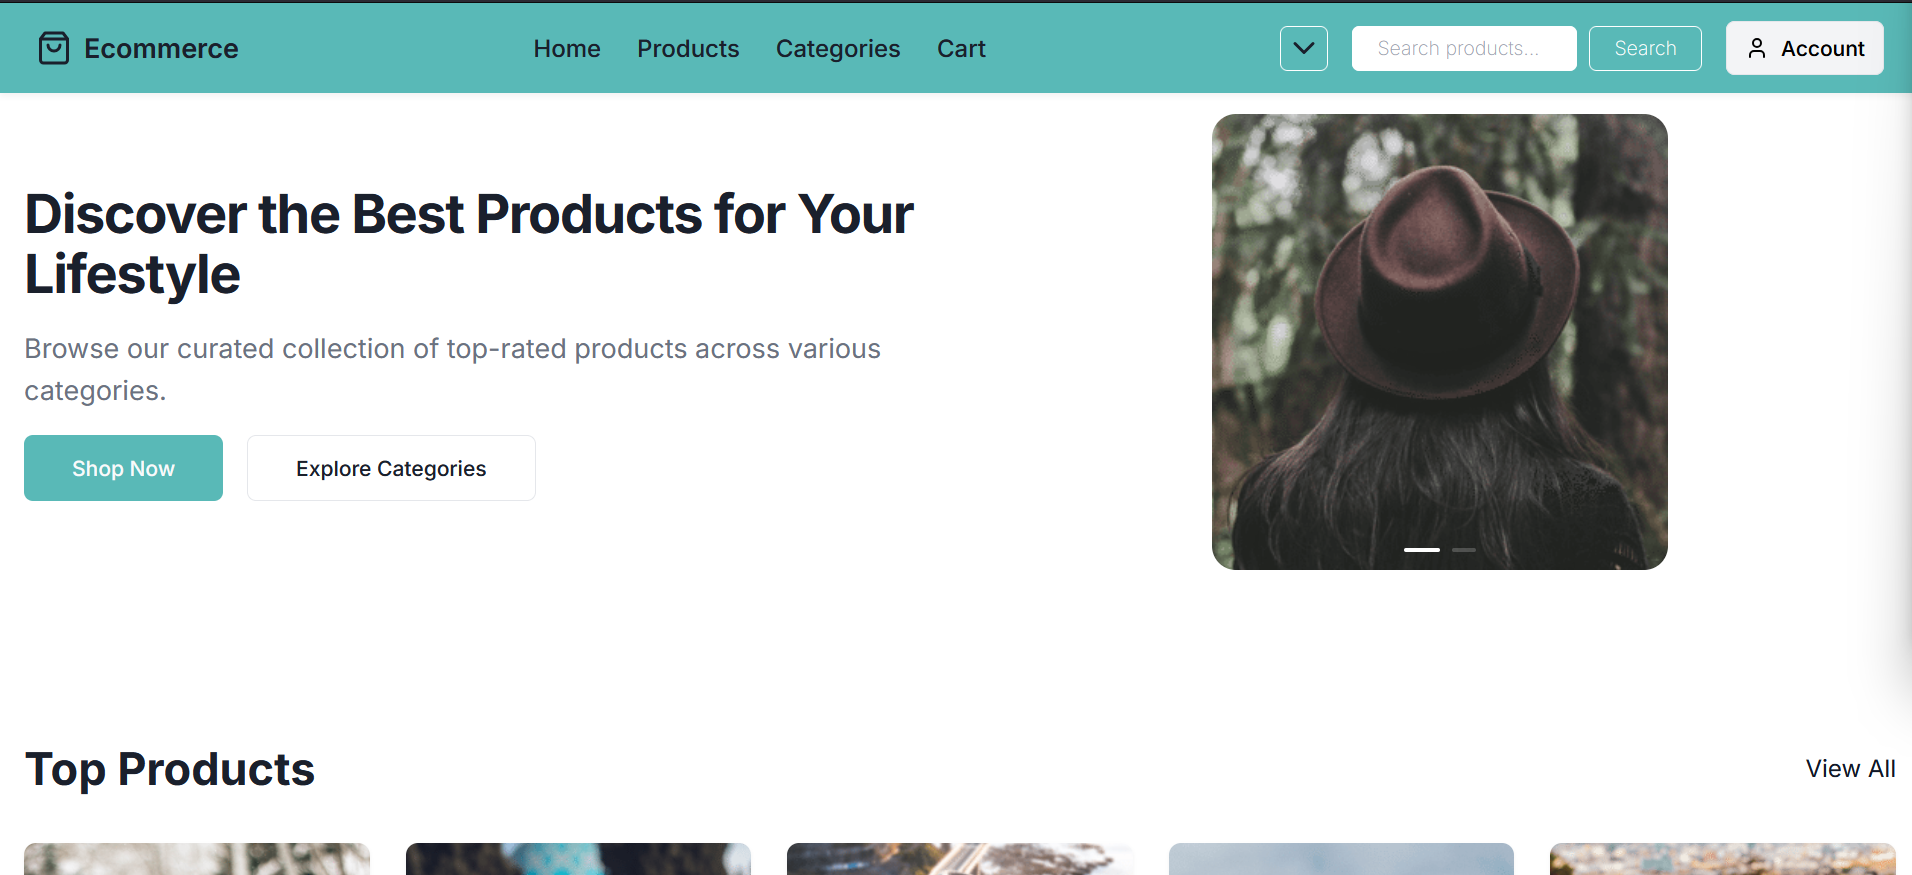 Ecommerce
Home
Products
Categories
Cart
Search products...
Search
Account
Discover the Best Products for Your
Lifestyle
Browse our curated collection of top-rated products across various
categories.
Shop Now
Explore Categories
Top Products
View All